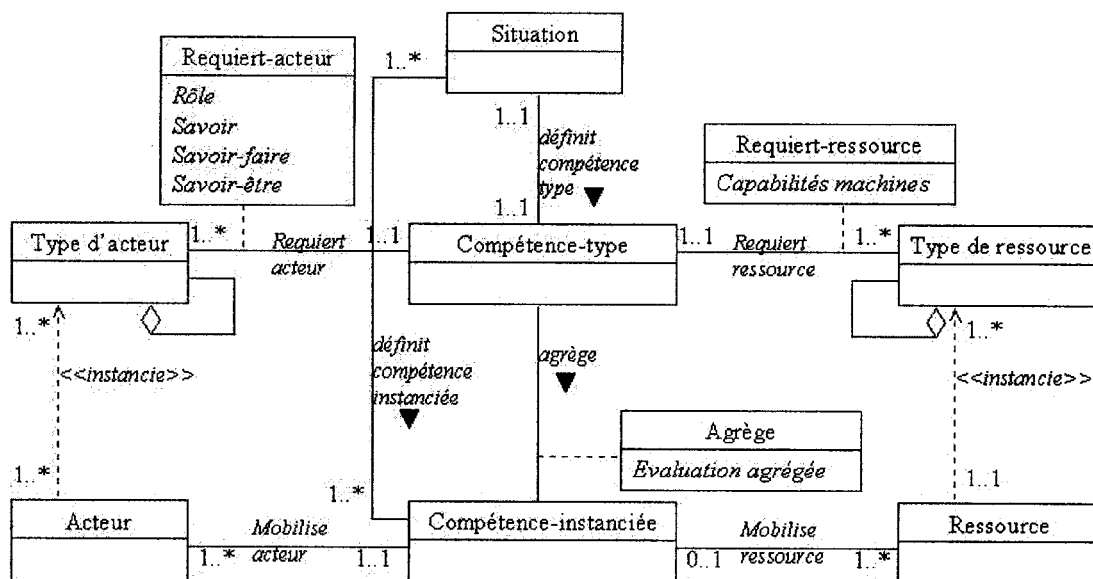 Situation
1..*
Requiert-acteur
Rôle
Savoir
Savoir-faire
Savoir-être
1..1
définit
compétence
type
1..1
Requiert-ressource
Capabilités machines
Type d'acteur
1..*
Requiert
acteur
1..1
Compétence-type
1..1
Requiert
ressource
1..*
Type de ressource
1..*
<<instancie>>
1..*
définit
compétence
instanciée
agrège
1..*
<<instancie>>
1..1
Agrège
Evaluation agrégée
1..*
Acteur
Mobilise
acteur
1..*
1..1
Compétence-instanciée
0..1
Mobilise
ressource
1..*
Ressource